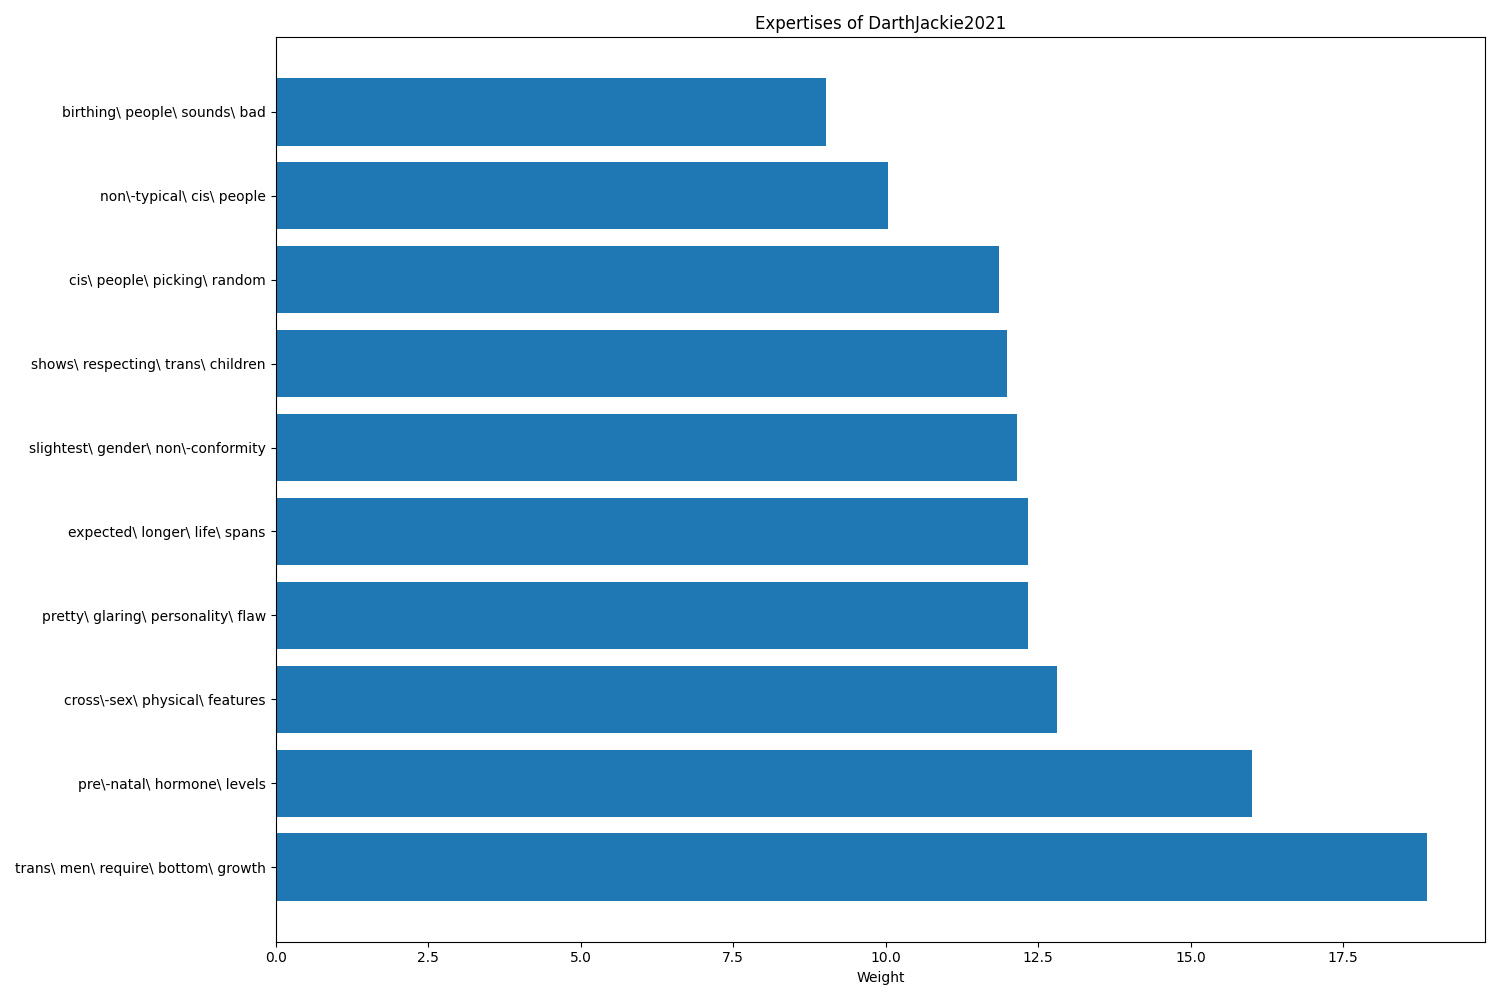 Expertises of DarthJackie2021
birthing\ people\ sounds\ bad
non\-typical\ cis\ people
cis\ people\ picking\ random
shows\ respecting\ trans\ children
slightest\ gender\ non\-conformity
expected\ longer\ life\ spans
pretty\ glaring\ personality\ flaw
cross\-sex\ physical\ features
pre\-natal\ hormone\ levels
trans\ men\ require\ bottom\ growth
0.0 2.5 5.0 7.5 10.0 12.5 15.0 17.5
Weight